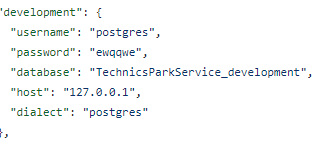 "development": {
"username": "postgres",
"password": "ewqqwe",
"database": "TechnicsParkService_development",
"host": "127.0.0.1",
"dialect": "postgres"
},